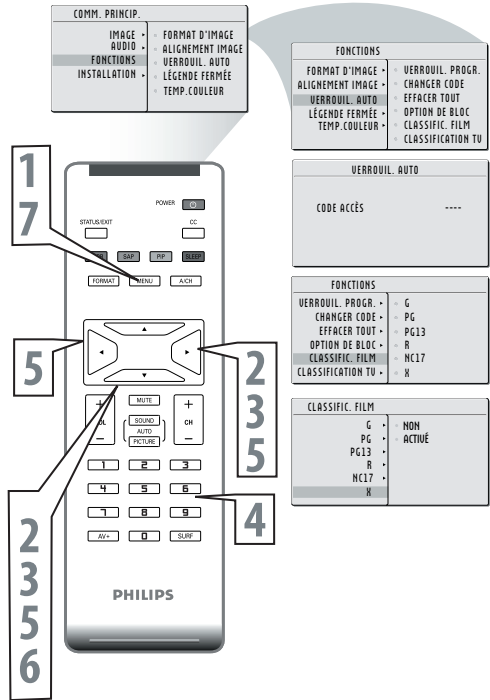 COMM. PRINCIP.
IMAGE
AUDIO
FONCTIONS
INSTALLATION
FORMAT D'IMAGE
ALIGNEMENT IMAGE
VERROUIL. AUTO
LÉGENDE FERMÉE
TEMP.COULEUR
FONCTIONS
FORMAT D'IMAGE
ALIGNEMENT IMAGE
VERROUIL. AUTO
LÉGENDE FERMÉE
TEMP.COULEUR
VERROUIL. PROGR.
CHANGER CODE
EFFACER TOUT
OPTION DE BLOC
CLASSIFIC. FILM
CLASSIFICATION TV
VERROUIL. AUTO
CODE ACCÈS ----
FONCTIONS
VERROUIL. PROGR.
CHANGER CODE
EFFACER TOUT
OPTION DE BLOC
CLASSIFIC. FILM
CLASSIFICATION TV
G
PG
PG13
R
NC17
X
CLASSIFIC. FILM
G
PG
PG13
R
NC17
X
NON
ACTIVÉ
1
7
5
2
3
5
4
2
3
5
6
POWER
STATUS/EXIT
CC
SAP
PIP
SLEEP
FORMAT
MENU
A/CH
MUTE
SOUND
AUTO
PICTURE
+
–
+
CH
–
1 2 3
4 5 6
7 8 9
AV+ 0 SURF
PHILIPS